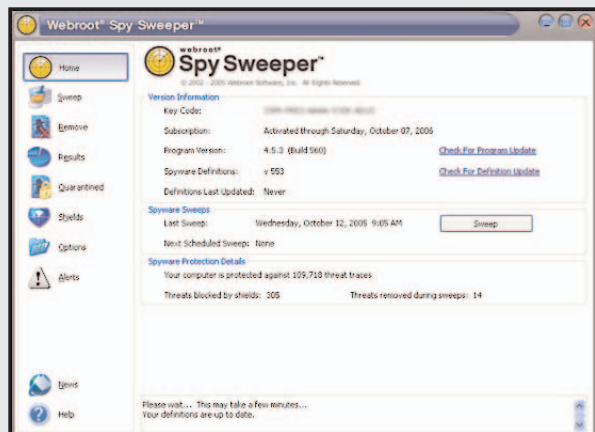 Webroot® Spy Sweeper™
Home
Sweep
Remove
Results
Quarantined
Shields
Options
Alerts
News
Help
webroot®
Spy Sweeper™
© 2002 - 2005 Webroot Software, Inc. All Rights Reserved.
Version Information
Key Code:
Subscription: Activated through Saturday, October 07, 2006
Program Version: 4.5.3 (Build 560) Check For Program Update
Spyware Definitions: v 553 Check For Definition Update
Definitions Last Updated: Never
Spyware Sweeps
Last Sweep: Wednesday, October 12, 2005 9:05 AM Sweep
Next Scheduled Sweep: None
Spyware Protection Details
Your computer is protected against 109,718 threat traces
Threats blocked by shields: 305 Threats removed during sweeps: 14
Please wait... This may take a few minutes...
Your definitions are up to date.